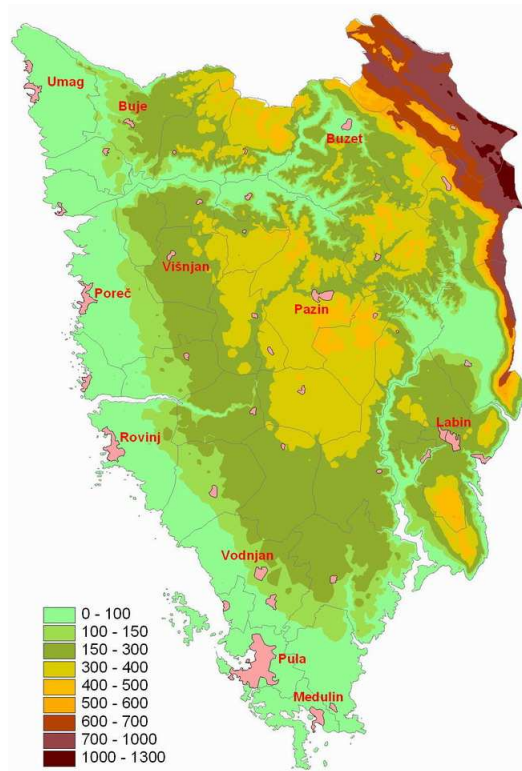 Umag
Buje
Buzet
Višnjan
Poreč
Pazin
Rovinj
Labin
Vodnjan
Pula
Medulin
0 - 100
100 - 150
150 - 300
300 - 400
400 - 500
500 - 600
600 - 700
700 - 1000
1000 - 1300